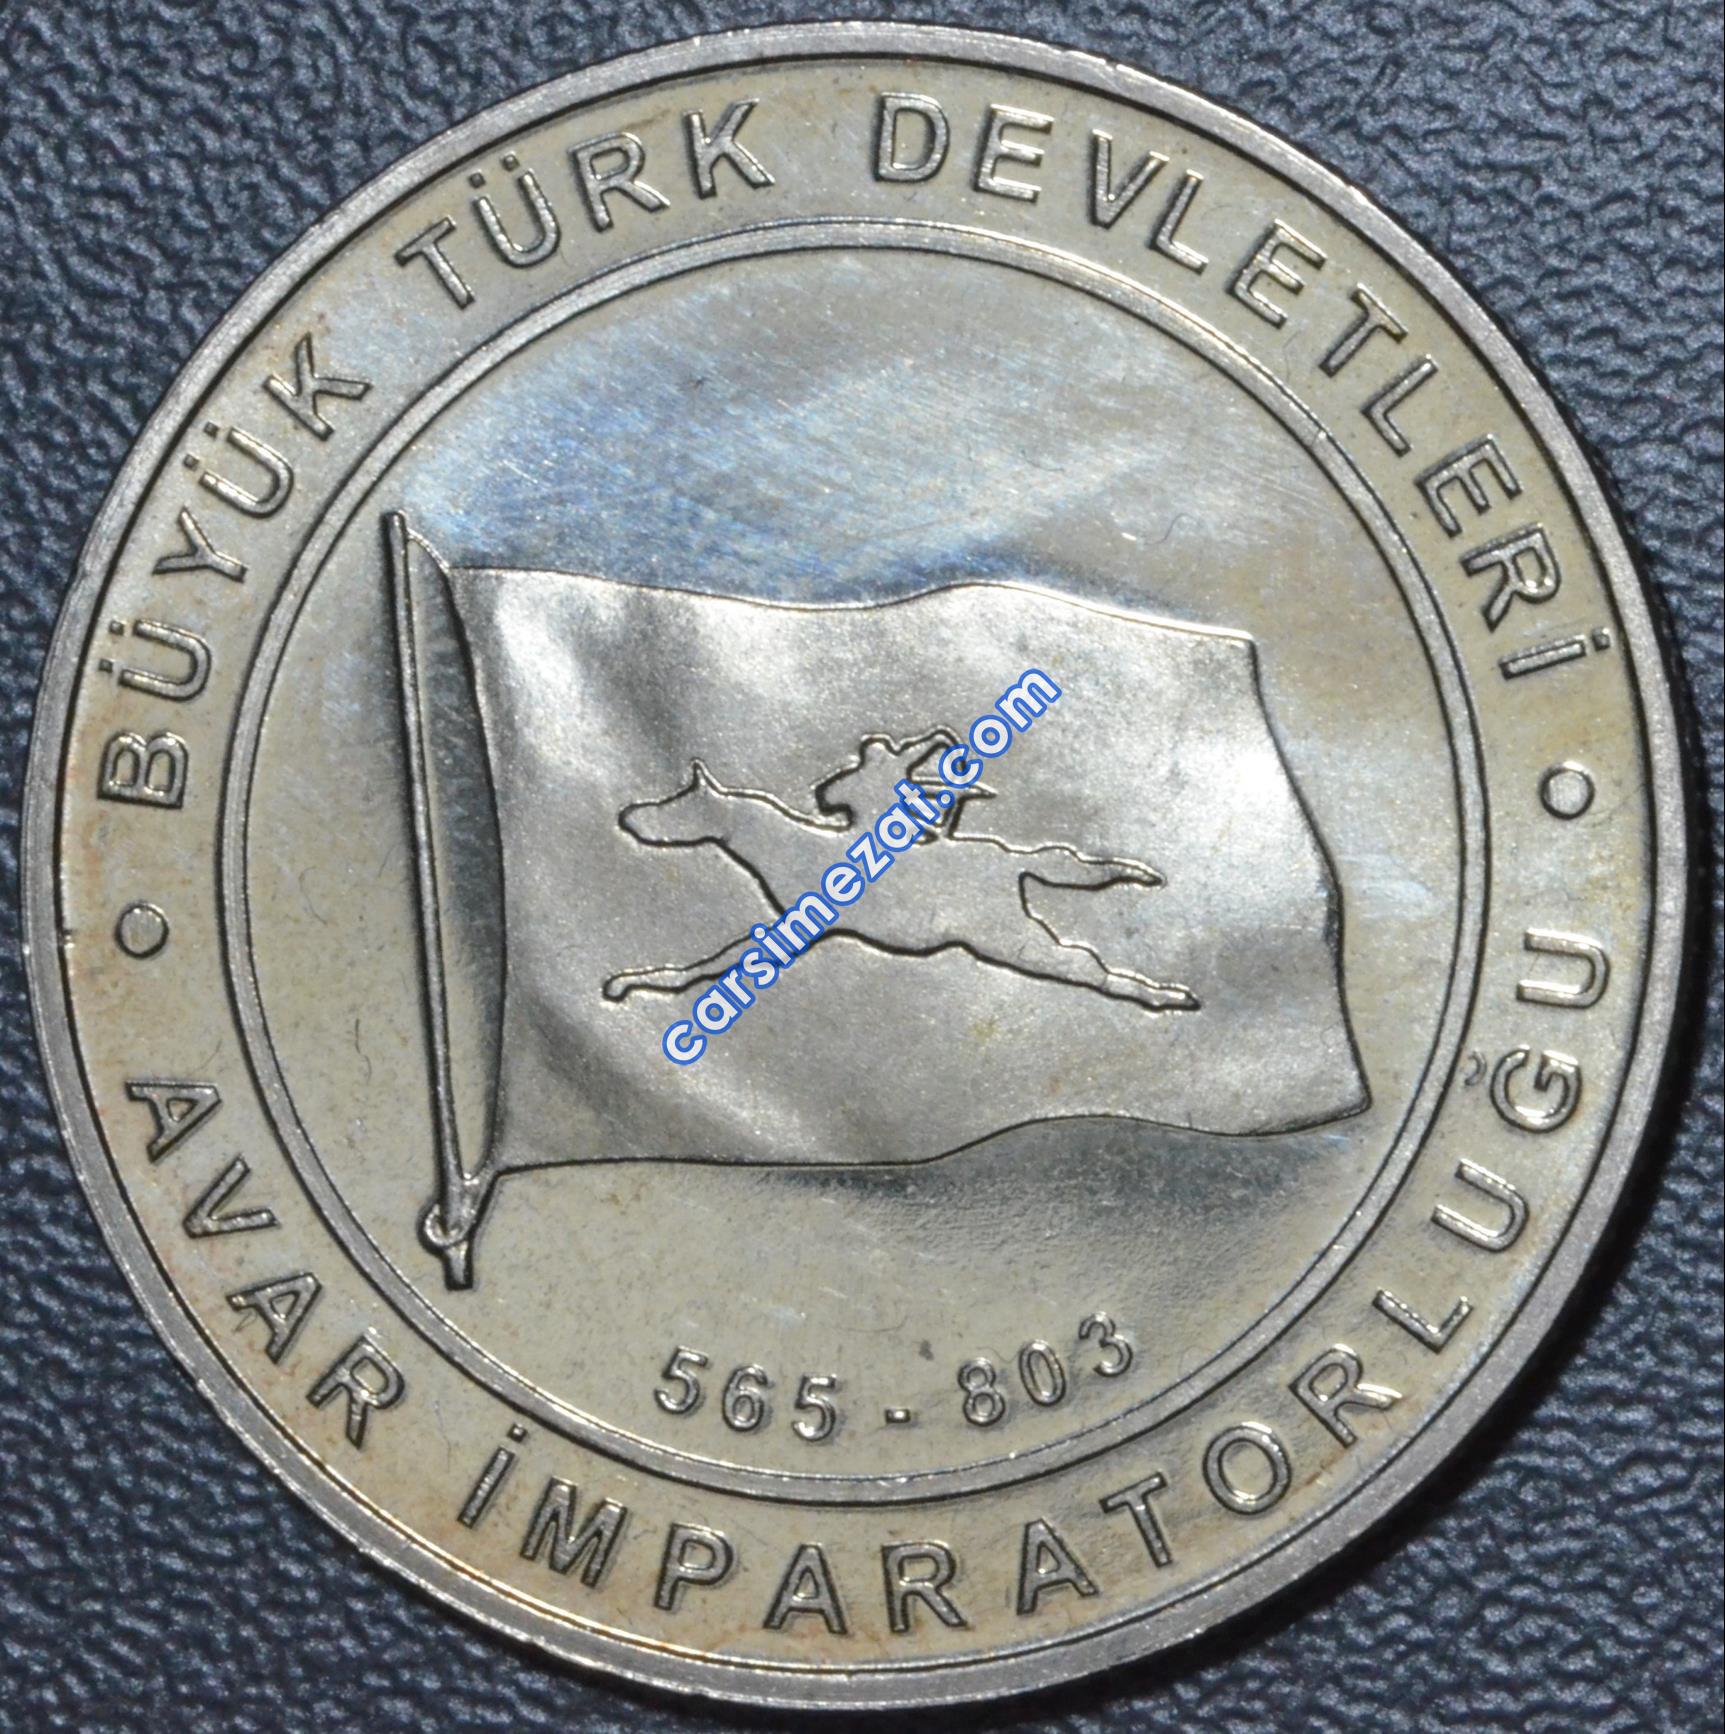 BÜYÜK TÜRK DEVLETLERİ
carsimezat.com
565 - 803
AVAR İMPARATORLUĞU